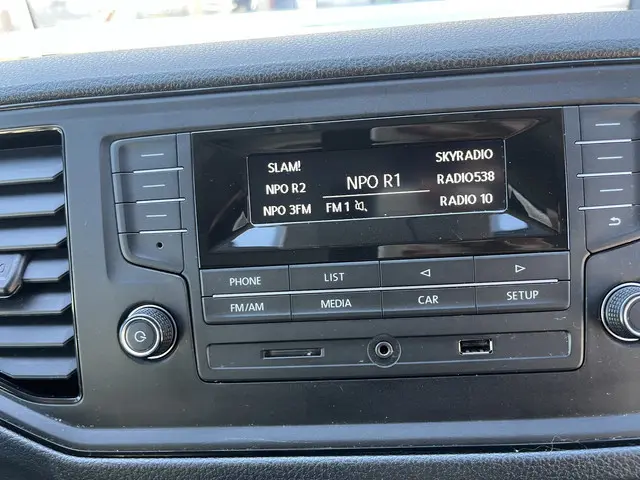 SLAM!
NPO R2
NPO 3FM
NPO R1
FM 1
SKYRADIO
RADIO538
RADIO 10
PHONE
LIST
FM/AM
MEDIA
CAR
SETUP